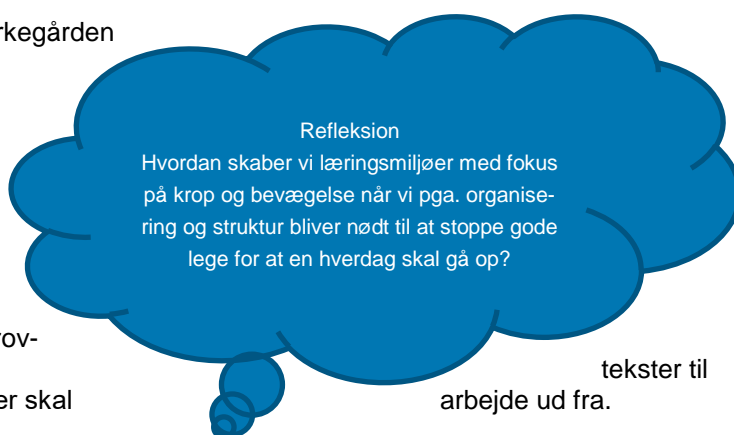 rkegården
Refleksion
Hvordan skaber vi læringsmiljøer med fokus
på krop og bevægelse når vi pga. organise-
ring og struktur bliver nødt til at stoppe gode
lege for at en hverdag skal gå op?
ov-
tekster til
er skal
arbejde ud fra.